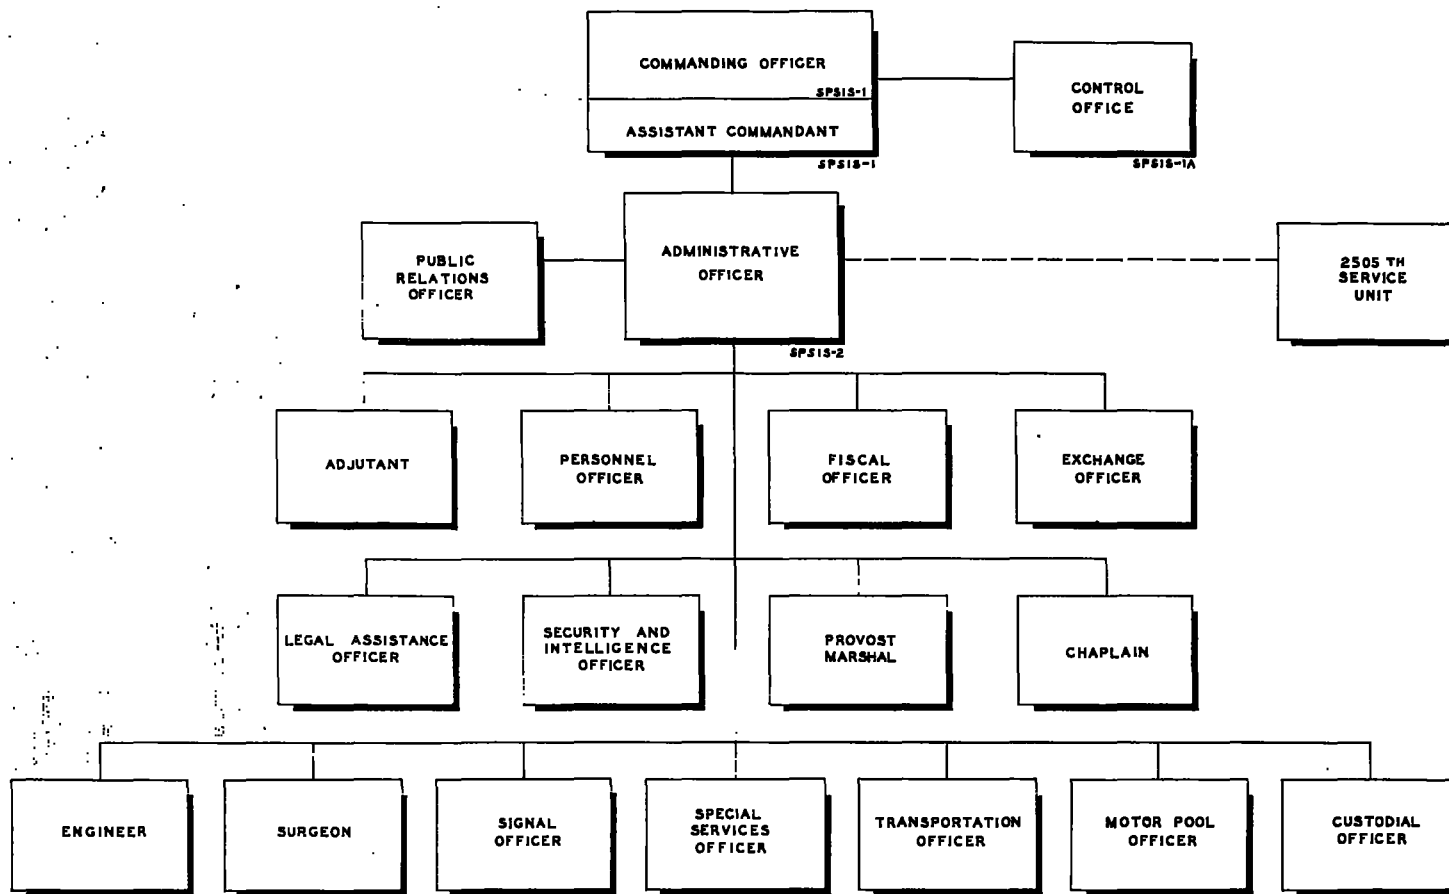 COMMANDING OFFICER
SPSIS-1
ASSISTANT COMMANDANT
SPSIS-1
CONTROL
OFFICE
SPSIS-1A
PUBLIC
RELATIONS
OFFICER
ADMINISTRATIVE
OFFICER
SPSIS-2
2505 TH
SERVICE
UNIT
ADJUTANT
PERSONNEL
OFFICER
FISCAL
OFFICER
EXCHANGE
OFFICER
LEGAL ASSISTANCE
OFFICER
SECURITY AND
INTELLIGENCE
OFFICER
PROVOST
MARSHAL
CHAPLAIN
ENGINEER
SURGEON
SIGNAL
OFFICER
SPECIAL
SERVICES
OFFICER
TRANSPORTATION
OFFICER
MOTOR POOL
OFFICER
CUSTODIAL
OFFICER